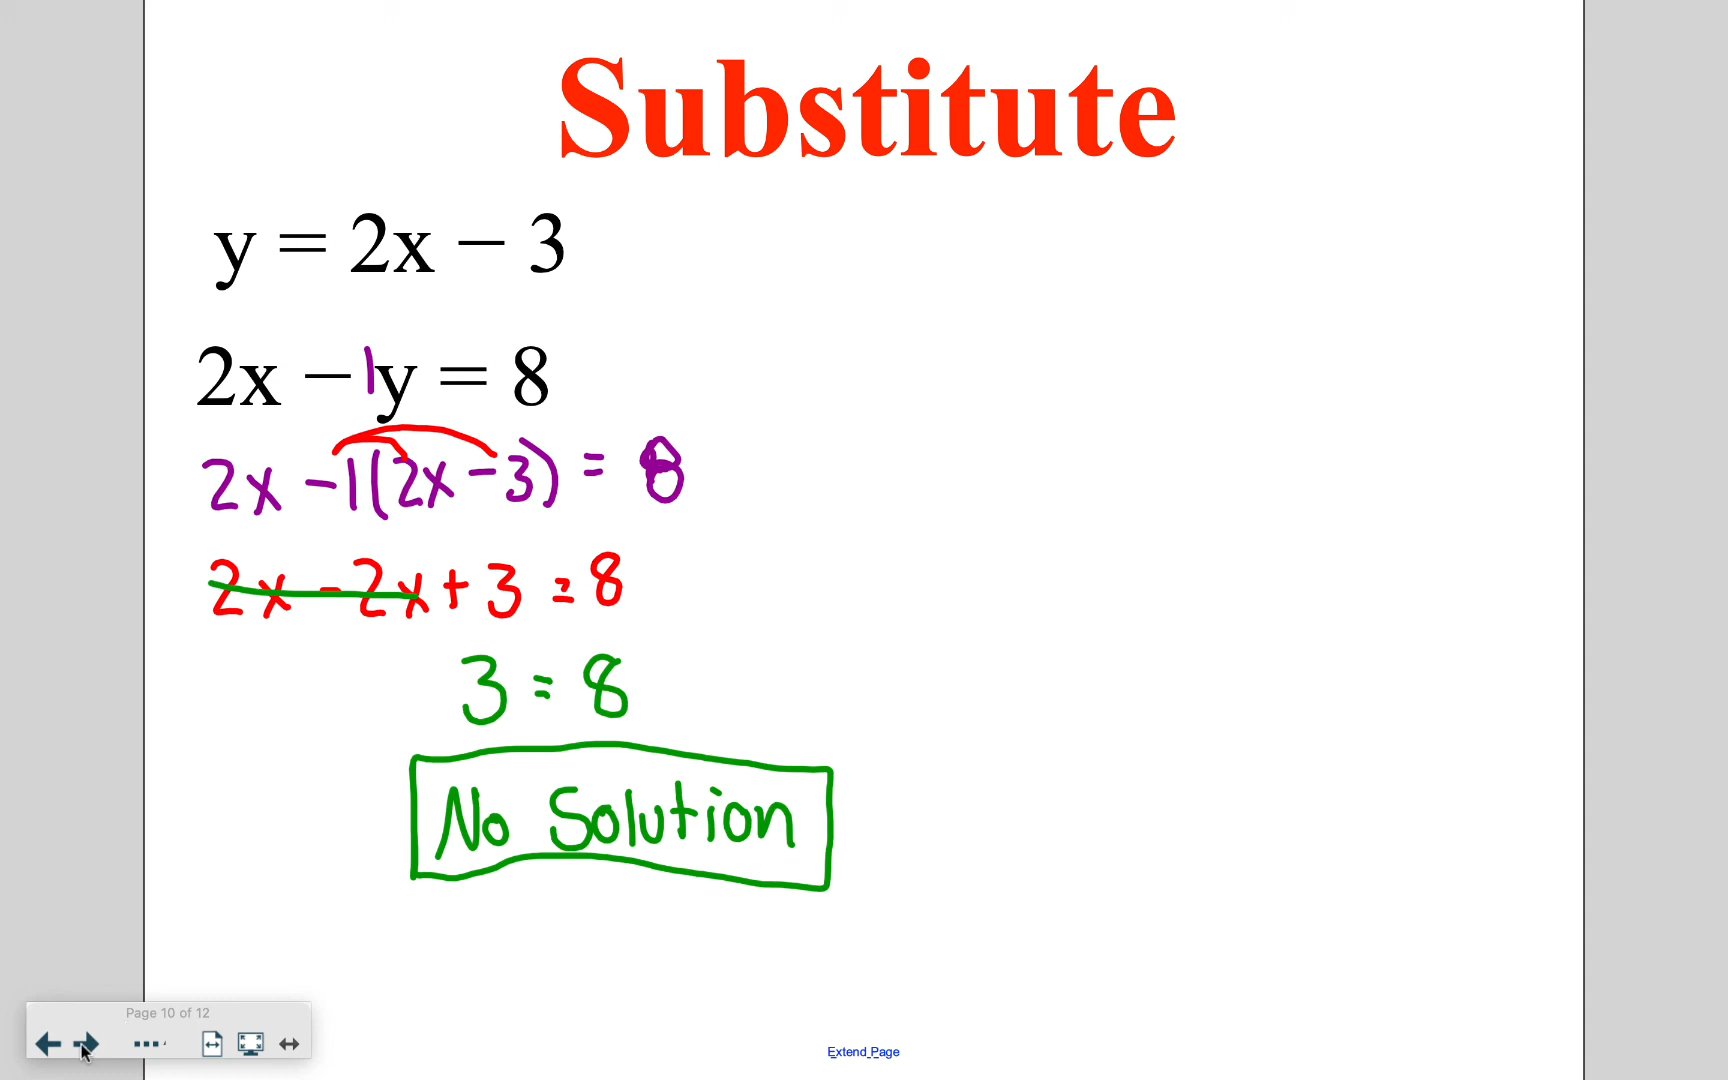 Substitute
y = 2x − 3
2x − 1y = 8
2x − 1(2x − 3) = 8
2x − 2x + 3 = 8
3 = 8
No Solution
Page 10 of 12
Extend Page